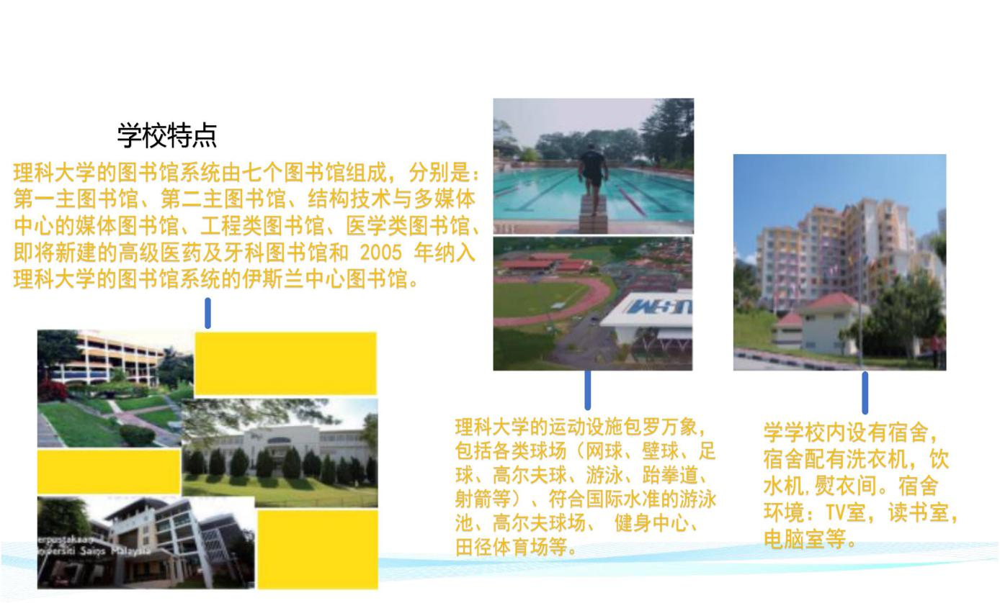 学校特点
理科大学的图书馆系统由七个图书馆组成，分别是：
第一主图书馆、第二主图书馆、结构技术与多媒体
中心的媒体图书馆、工程类图书馆、医学类图书馆、
即将新建的高级医药及牙科图书馆和 2005 年纳入
理科大学的图书馆系统的伊斯兰中心图书馆。
erpustakaan
niversiti Sains Malaysia
USM
理科大学的运动设施包罗万象，
包括各类球场（网球、壁球、足
球、高尔夫球、游泳、跆拳道、
射箭等）、符合国际水准的游泳
池、高尔夫球场、 健身中心、
田径体育场等。
学学校内设有宿舍，
宿舍配有洗衣机，饮
水机,熨衣间。宿舍
环境：TV室，读书室，
电脑室等。